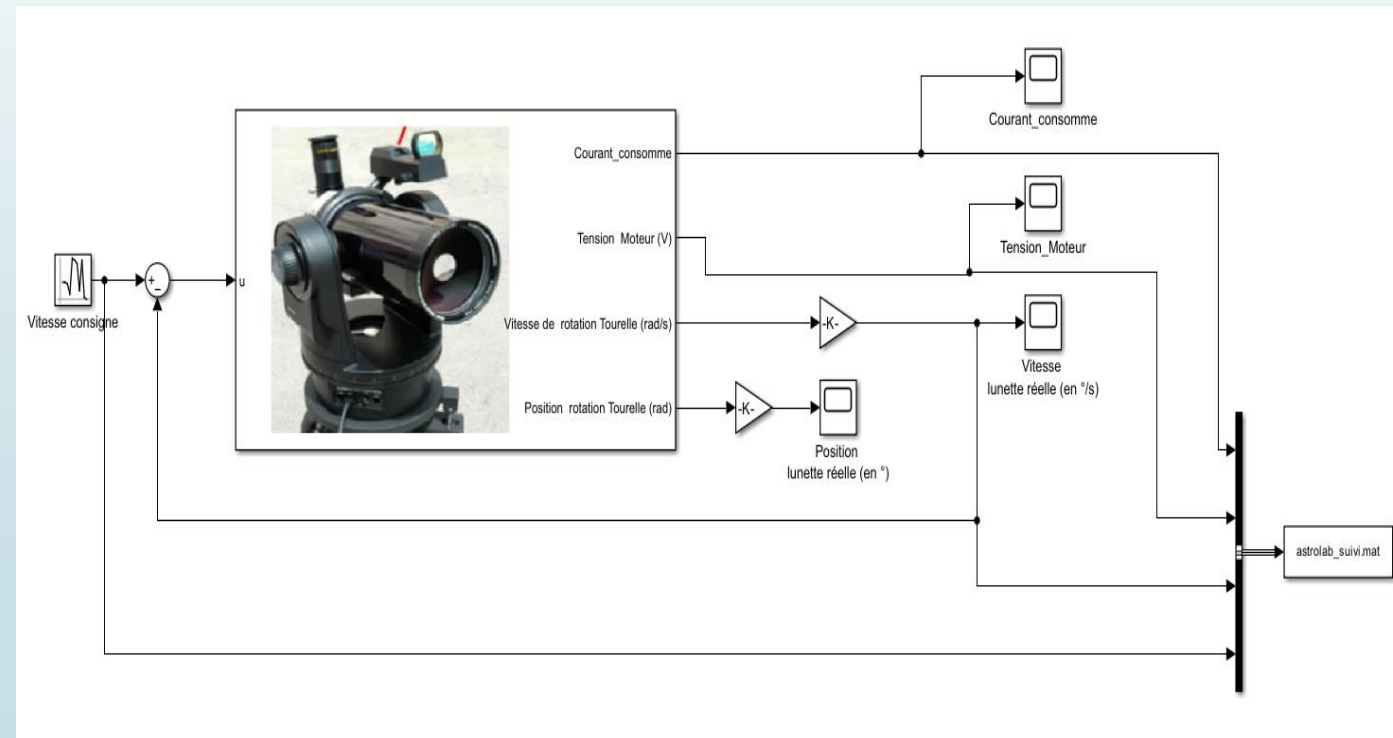 Courant_consomme
Courant_consomme
Tension Moteur (V)
Tension_Moteur
+
-
u
Vitesse consigne
Vitesse de rotation Tourelle (rad/s)
-K-
Vitesse
lunette réelle (en °/s)
Position rotation Tourelle (rad)
-K-
Position
lunette réelle (en °)
astrolab_suivi.mat